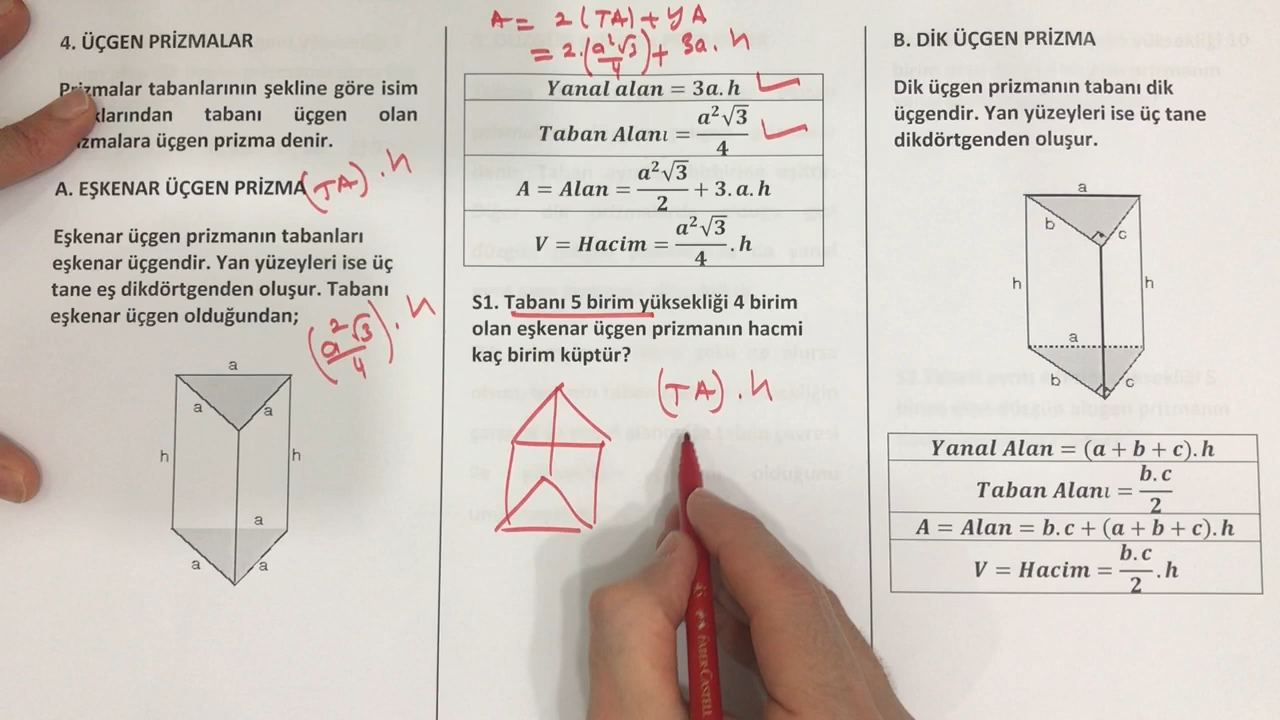 4. ÜÇGEN PRİZMALAR
Prizmalar tabanlarının şekline göre isim
tabanı üçgen olan
üçgen prizma denir.
(TA).h
A. EŞKENAR ÜÇGEN PRİZMA
Eşkenar üçgen prizmanın tabanları
eşkenar üçgendir. Yan yüzeyleri ise üç
tane eş dikdörtgenden oluşur. Tabanı
eşkenar üçgen olduğundan;
(a²√3/4).h
a
a a
h h
a
a a
A = 2(TA)+YA
= 2.(a²√3/4)+3a.h
Yanal alan = 3a.h
Taban Alanı = a²√3/4
A = Alan = a²√3/2 + 3.a.h
V = Hacim = a²√3/4 .h
S1. Tabanı 5 birim yüksekliği 4 birim
olan eşkenar üçgen prizmanın hacmi
kaç birim küptür?
(TA).h
FABER-CASTELL
B. DİK ÜÇGEN PRİZMA
Dik üçgen prizmanın tabanı dik
üçgendir. Yan yüzeyleri ise üç tane
dikdörtgenden oluşur.
a
b c
h h
a
b c
Yanal Alan = (a + b + c).h
Taban Alanı = b.c/2
A = Alan = b.c + (a + b + c).h
V = Hacim = b.c/2 .h